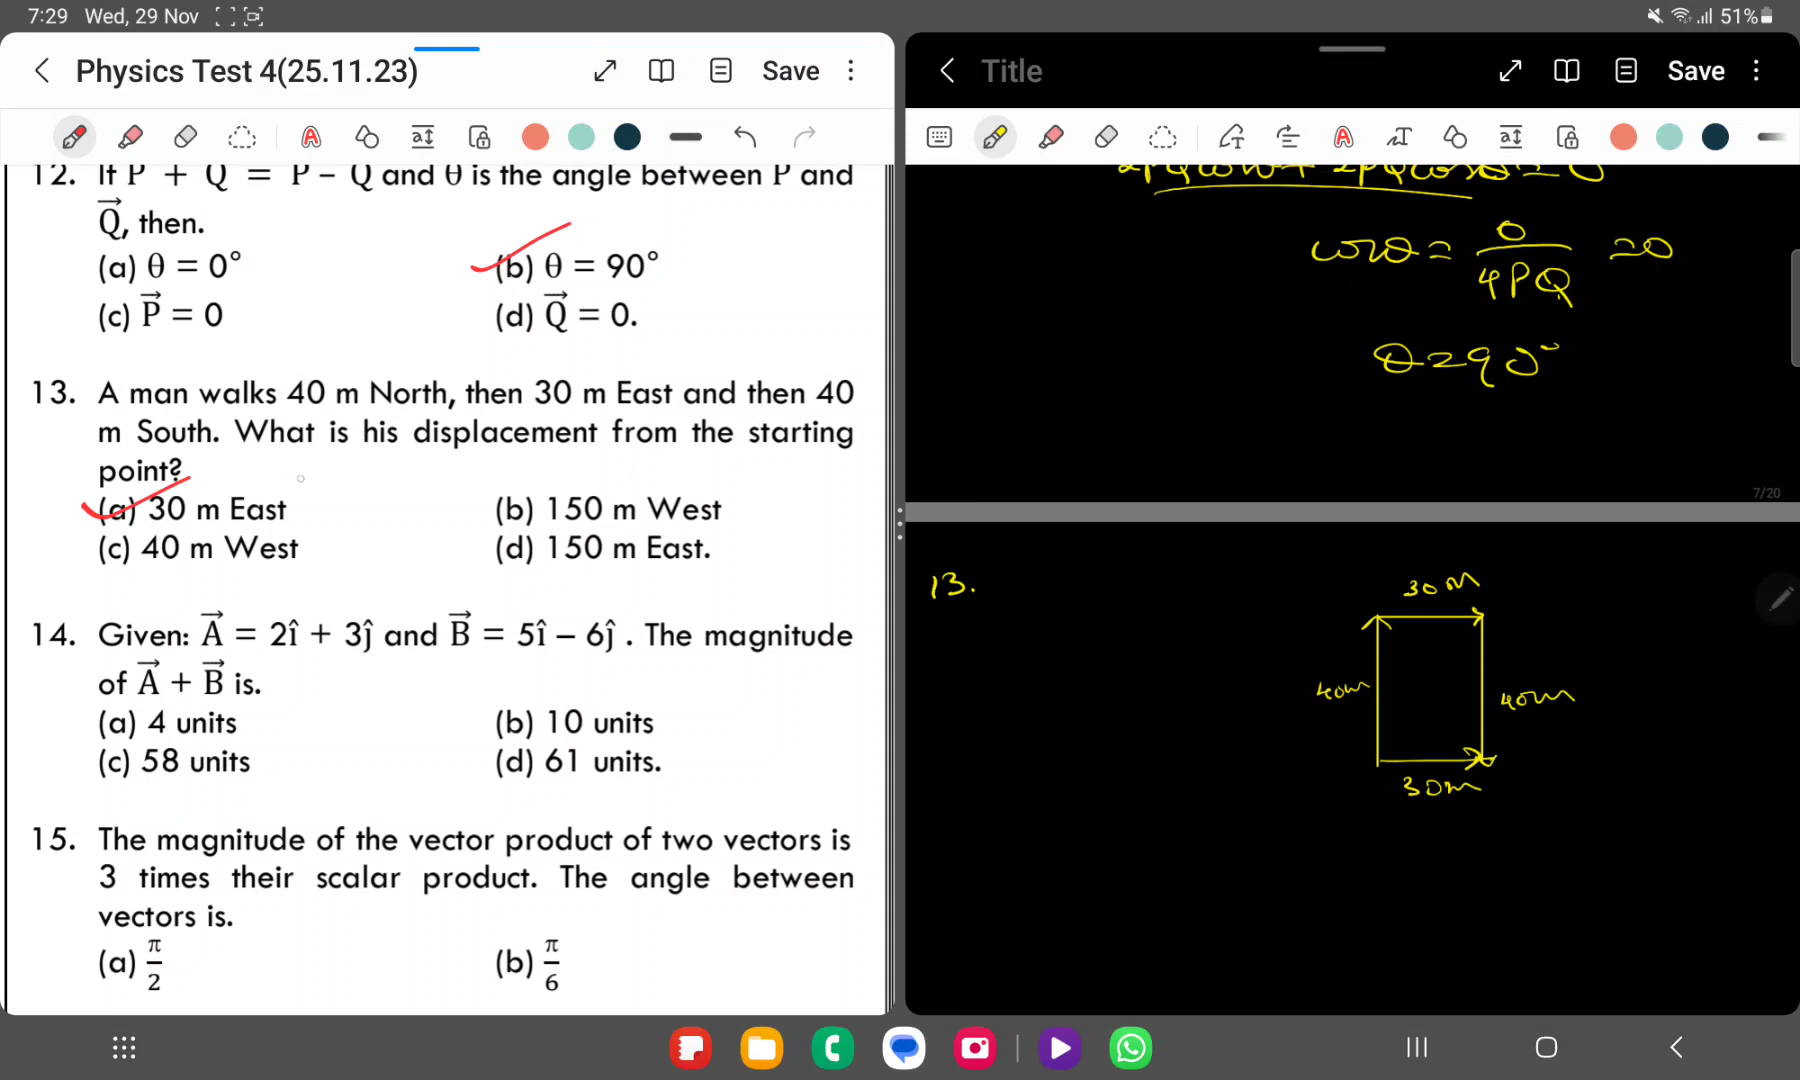 7:29 Wed, 29 Nov
51%
Physics Test 4(25.11.23)
Save
12. If P + Q = P – Q and θ is the angle between P and
Q⃗, then.
(a) θ = 0°
(b) θ = 90°
(c) P⃗ = 0
(d) Q⃗ = 0.
13. A man walks 40 m North, then 30 m East and then 40
m South. What is his displacement from the starting
point?
(a) 30 m East
(b) 150 m West
(c) 40 m West
(d) 150 m East.
14. Given: A⃗ = 2î + 3ĵ and B⃗ = 5î – 6ĵ . The magnitude
of A⃗ + B⃗ is.
(a) 4 units
(b) 10 units
(c) 58 units
(d) 61 units.
15. The magnitude of the vector product of two vectors is
3 times their scalar product. The angle between
vectors is.
(a) π/2
(b) π/6
Title
Save
cosθ = 0/4PQ = 0
θ = 90°
7/20
13.
30m
40m
40m
30m